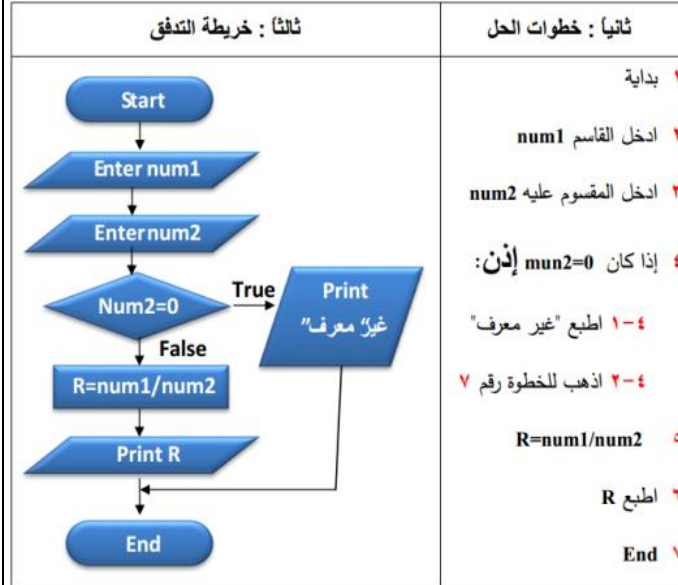 ثانياً : خطوات الحل
١ بداية
٢ ادخل القاسم num1
٣ ادخل المقسوم عليه num2
٤ إذا كان mun2=0 إذن:
٤-١ اطبع "غير معرف"
٤-٢ اذهب للخطوة رقم ٧
٥ R=num1/num2
٦ اطبع R
٧ End
ثالثاً : خريطة التدفق
Start
Enter num1
Enter num2
Num2=0
True
Print
غير" معرف"
False
R=num1/num2
Print R
End